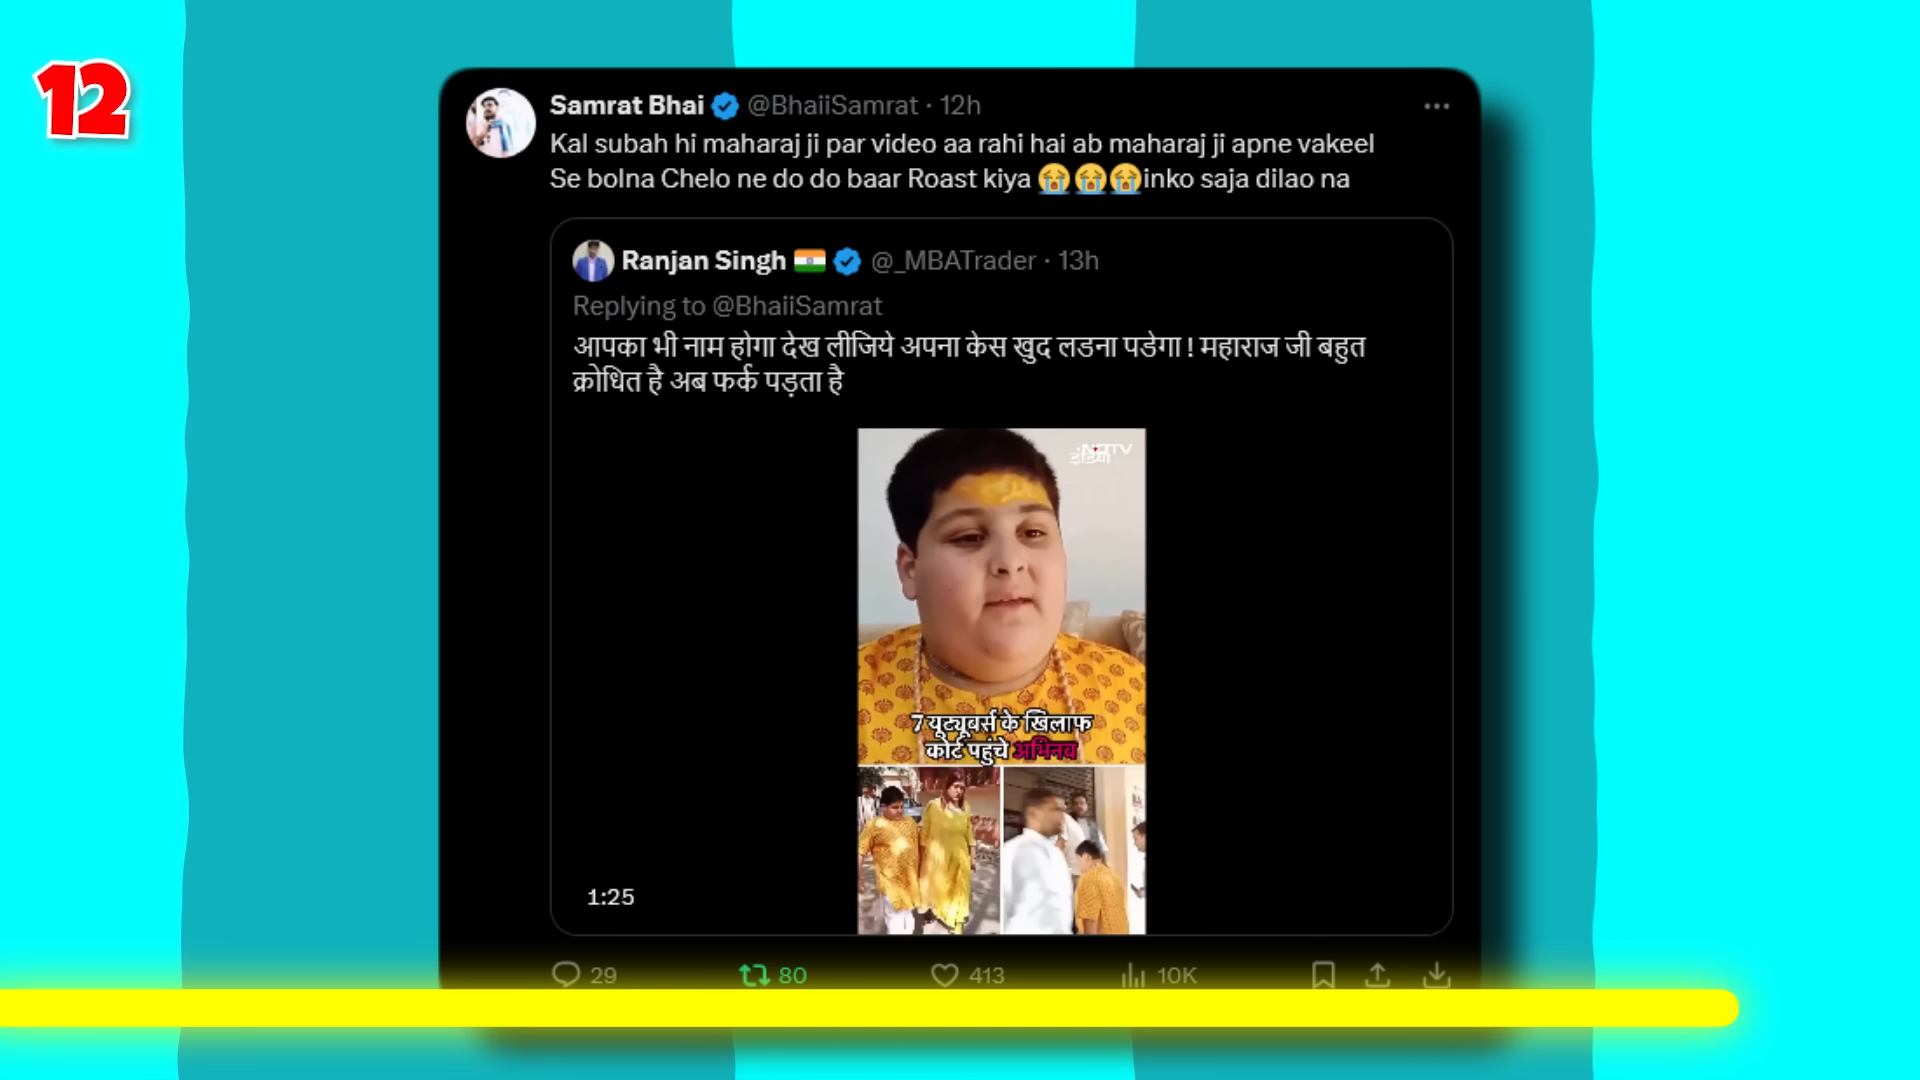 12
Samrat Bhai @BhaiiSamrat · 12h
Kal subah hi maharaj ji par video aa rahi hai ab maharaj ji apne vakeel
Se bolna Chelo ne do do baar Roast kiya 😭😭😭inko saja dilao na
Ranjan Singh 🇮🇳 @_MBATrader · 13h
Replying to @BhaiiSamrat
आपका भी नाम होगा देख लीजिये अपना केस खुद लडना पडेगा ! महाराज जी बहुत
क्रोधित है अब फर्क पड़ता है
NDTV
इंडिया
7 यूट्यूबर्स के खिलाफ
कोर्ट पहुंचे अभिनव
1:25
29 80 413 10K